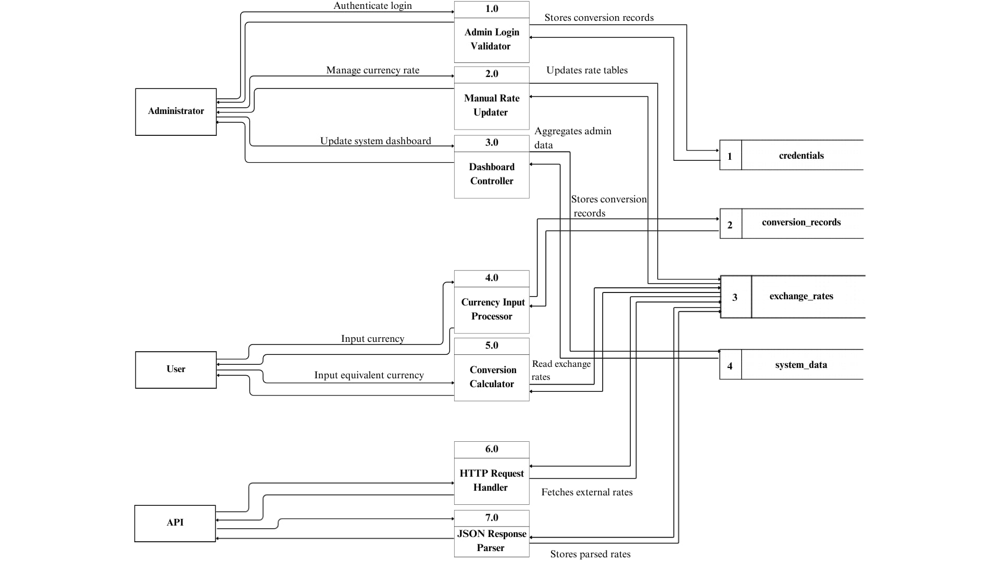 Authenticate login
1.0
Admin Login
Validator
Stores conversion records
Manage currency rate
2.0
Manual Rate
Updater
Updates rate tables
Administrator
Update system dashboard
3.0
Dashboard
Controller
Aggregates admin
data
1
credentials
Stores conversion
records
2
conversion_records
4.0
Currency Input
Processor
3
exchange_rates
User
Input currency
Input equivalent currency
5.0
Conversion
Calculator
Read exchange
rates
4
system_data
6.0
HTTP Request
Handler
Fetches external rates
API
7.0
JSON Response
Parser
Stores parsed rates